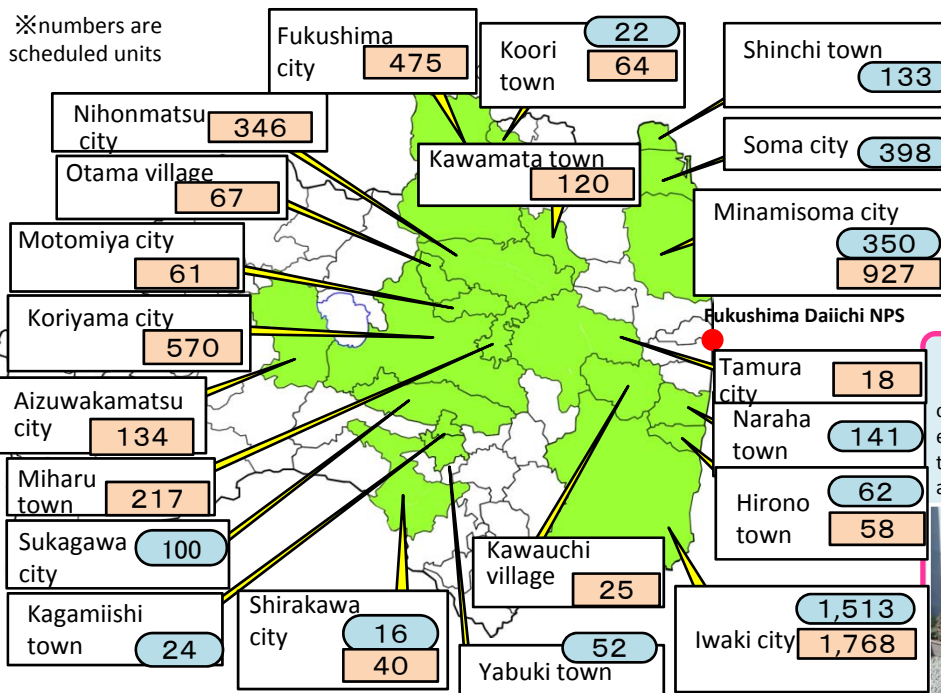 ※numbers are
scheduled units
Fukushima
city
475
Koori
town
22
64
Shinchi town
133
Nihonmatsu
city
346
Kawamata town
120
Soma city
398
Otama village
67
Minamisoma city
350
927
Motomiya city
61
Koriyama city
570
Fukushima Daiichi NPS
Tamura
city
18
Aizuwakamatsu
city
134
Naraha
town
141
Miharu
town
217
Hirono
town
62
58
Sukagawa
city
100
Kawauchi
village
25
Kagamiishi
town
24
Shirakawa
city
16
40
Yabuki town
52
Iwaki city
1,513
1,768